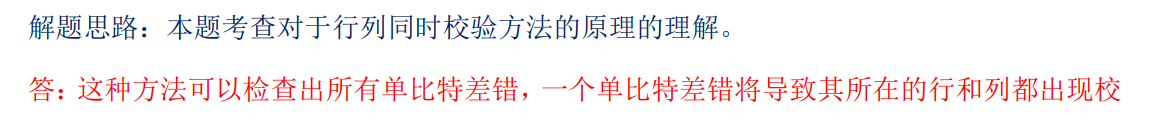 解题思路：本题考查对于行列同时校验方法的原理的理解。
答：这种方法可以检查出所有单比特差错，一个单比特差错将导致其所在的行和列都出现校